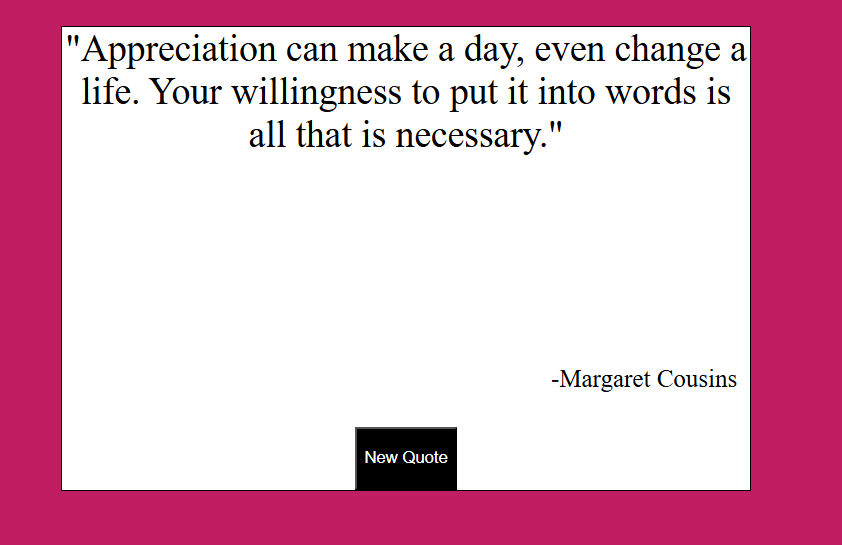 "Appreciation can make a day, even change a
life. Your willingness to put it into words is
all that is necessary."
-Margaret Cousins
New Quote